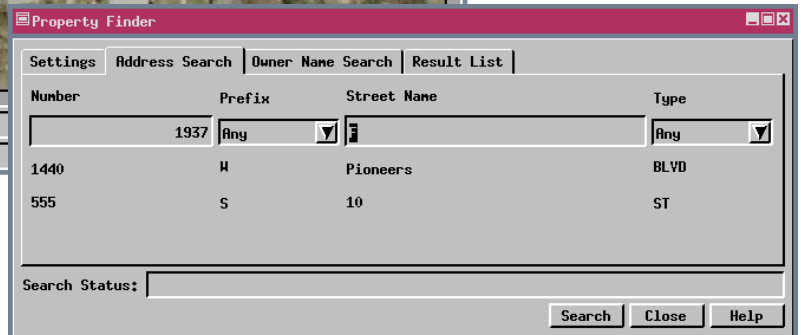 Property Finder
Settings Address Search Owner Name Search Result List
Number Prefix Street Name Type
1937 Any F Any
1440 W Pioneers BLVD
555 S 10 ST
Search Status:
Search Close Help